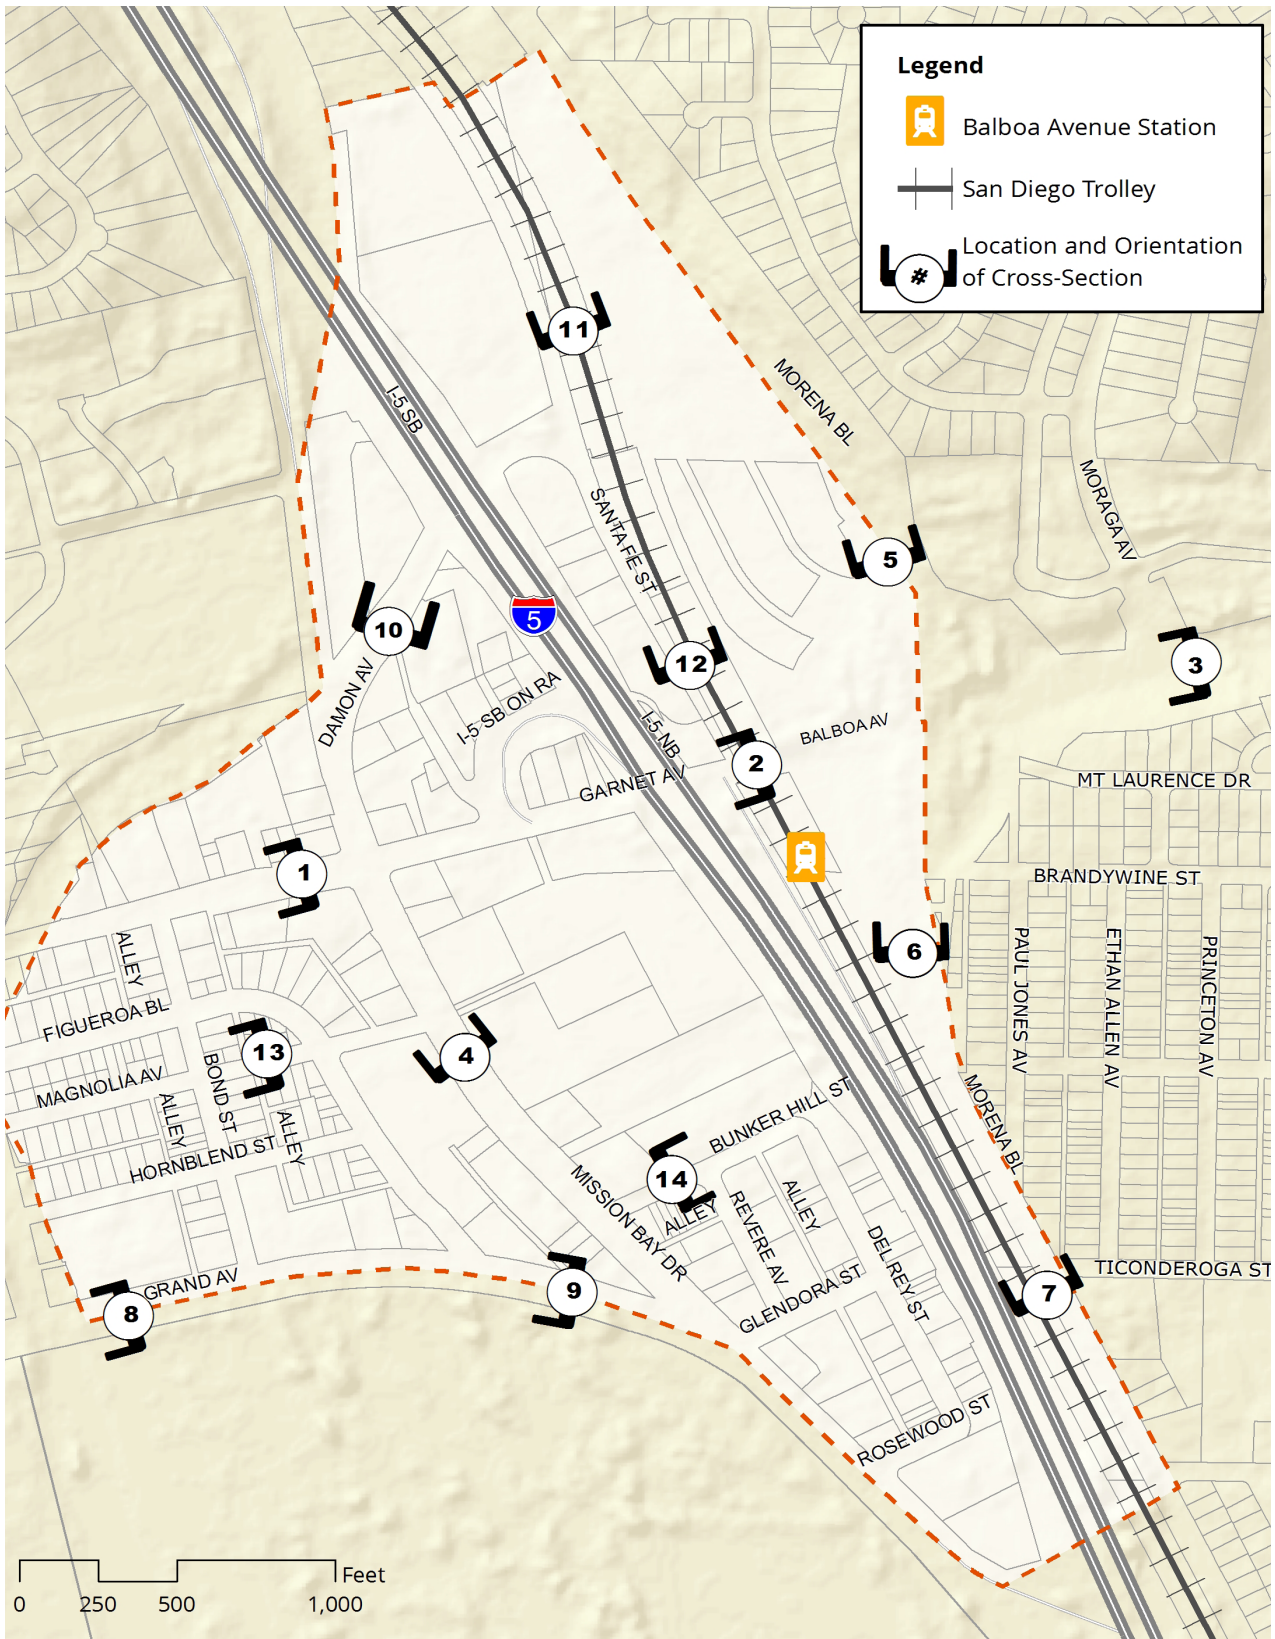 Legend
Balboa Avenue Station
San Diego Trolley
#
Location and Orientation
of Cross-Section
11
MORENA BL
I-5 SB
MORAGA AV
SANTA FE ST
5
5
10
12
3
DAMON AV
I-5 SB ON RA
I-5 NB
BALBOA AV
2
GARNET AV
MT LAURENCE DR
1
BRANDYWINE ST
ALLEY
6
PAUL JONES AV
ETHAN ALLEN AV
PRINCETON AV
FIGUEROA BL
13
4
MAGNOLIA AV
BOND ST
ALLEY
ALLEY
HORNBLEND ST
BUNKER HILL ST
MORENA BL
14
MISSION BAY DR
ALLEY
REVERE AV
ALLEY
DEL REY ST
GRAND AV
8
9
GLENDORA ST
7
TICONDEROGA ST
ROSEWOOD ST
Feet
0 250 500 1,000